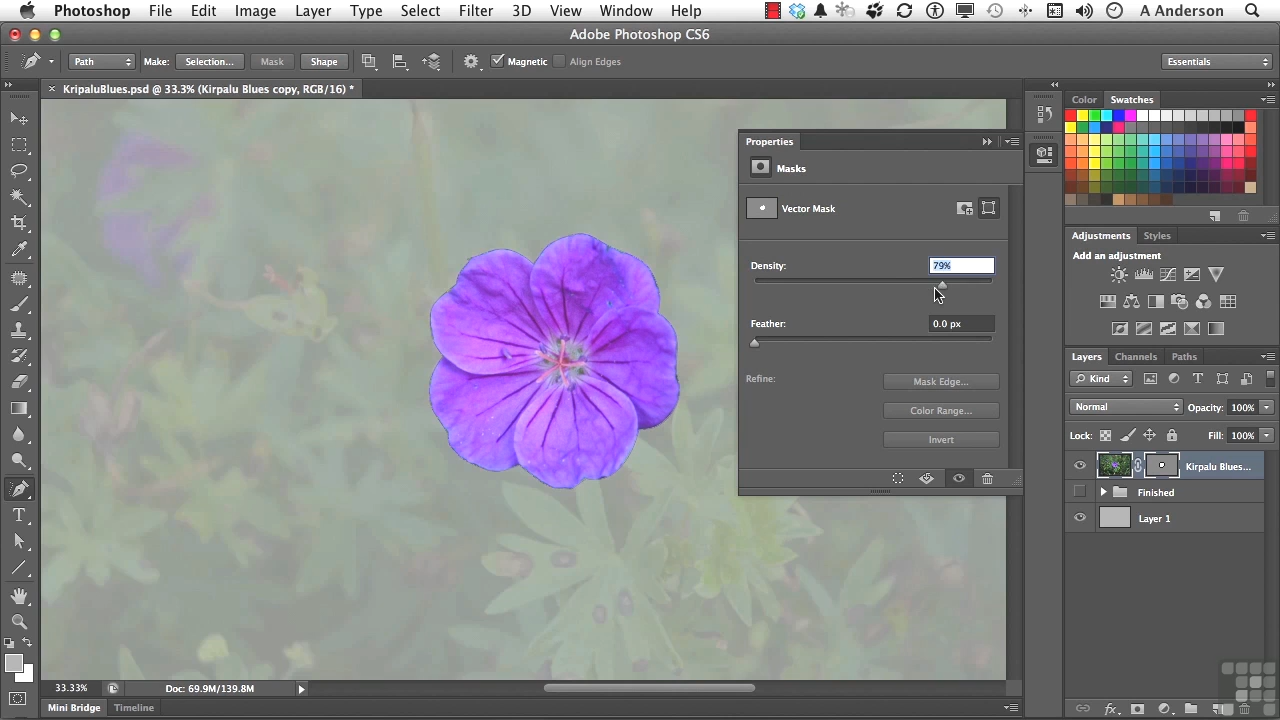 Photoshop File Edit Image Layer Type Select Filter 3D View Window Help A Anderson
Adobe Photoshop CS6
Path Make: Selection... Mask Shape Magnetic Align Edges Essentials
KripaluBlues.psd @ 33.3% (Kirpalu Blues copy, RGB/16) *
Color Swatches
Properties
Masks
Vector Mask
Density: 79%
Feather: 0.0 px
Refine: Mask Edge...
Color Range...
Invert
Adjustments Styles
Add an adjustment
Layers Channels Paths
Kind
Normal Opacity: 100%
Lock: Fill: 100%
Kirpalu Blues...
Finished
Layer 1
33.33% Doc: 69.9M/139.8M
Mini Bridge Timeline